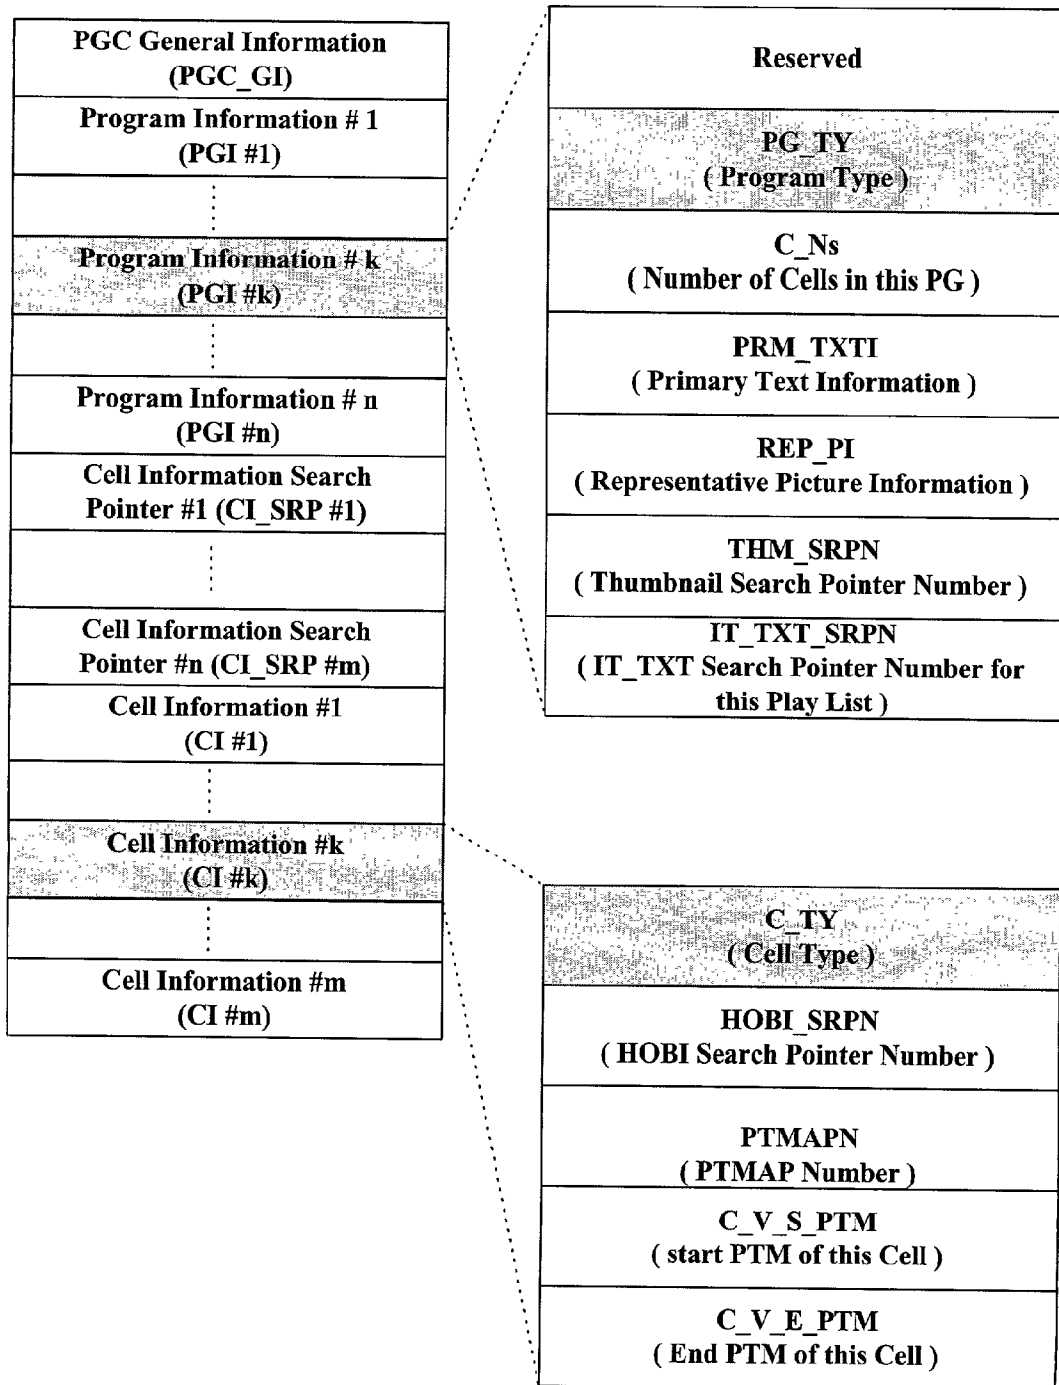 PGC General Information
(PGC_GI)
Program Information # 1
(PGI #1)
Program Information # k
(PGI #k)
Program Information # n
(PGI #n)
Cell Information Search
Pointer #1 (CI_SRP #1)
Cell Information Search
Pointer #n (CI_SRP #m)
Cell Information #1
(CI #1)
Cell Information #k
(CI #k)
Cell Information #m
(CI #m)
Reserved
PG_TY
( Program Type )
C_Ns
( Number of Cells in this PG )
PRM_TXTI
( Primary Text Information )
REP_PI
( Representative Picture Information )
THM_SRPN
( Thumbnail Search Pointer Number )
IT_TXT_SRPN
( IT_TXT Search Pointer Number for
this Play List )
C_TY
( Cell Type )
HOBI_SRPN
( HOBI Search Pointer Number )
PTMAPN
( PTMAP Number )
C_V_S_PTM
( start PTM of this Cell )
C_V_E_PTM
( End PTM of this Cell )